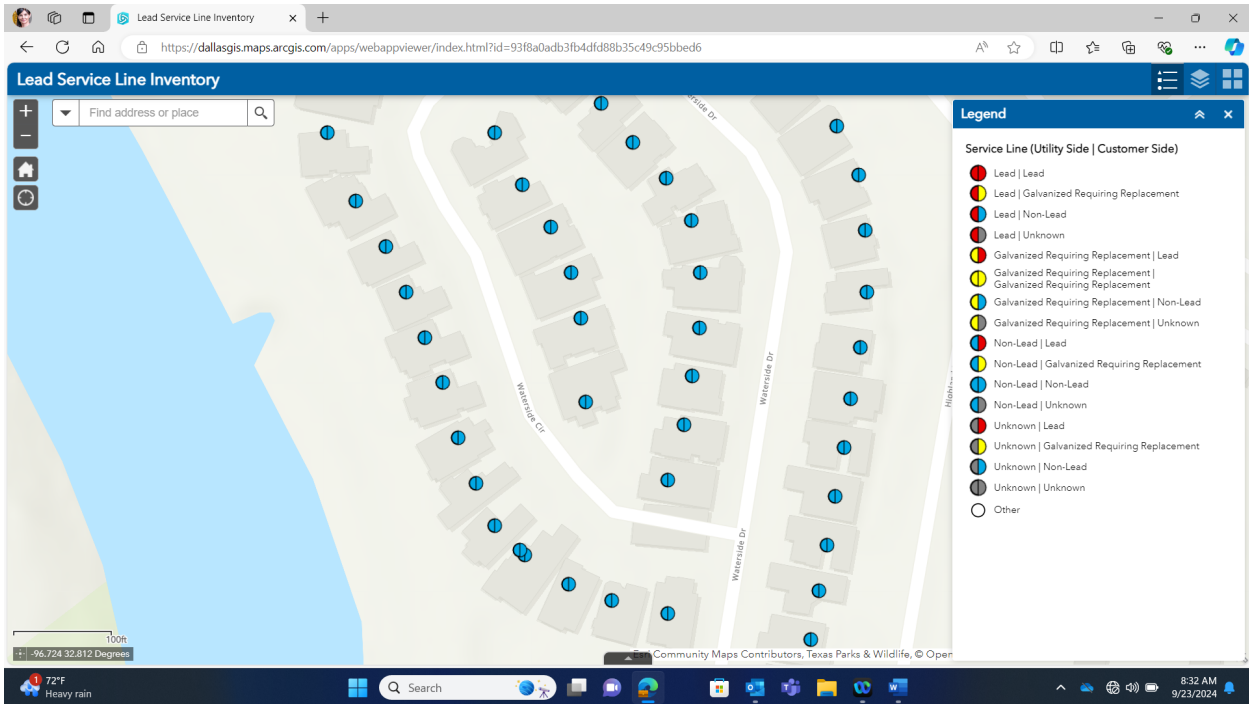 Lead Service Line Inventory
https://dallasgis.maps.arcgis.com/apps/webappviewer/index.html?id=93f8a0adb3fb4dfd88b35c49c95bbed6
Lead Service Line Inventory
Find address or place
Legend
Service Line (Utility Side | Customer Side)
Lead | Lead
Lead | Galvanized Requiring Replacement
Lead | Non-Lead
Lead | Unknown
Galvanized Requiring Replacement | Lead
Galvanized Requiring Replacement |
Galvanized Requiring Replacement
Galvanized Requiring Replacement | Non-Lead
Galvanized Requiring Replacement | Unknown
Non-Lead | Lead
Non-Lead | Galvanized Requiring Replacement
Non-Lead | Non-Lead
Non-Lead | Unknown
Unknown | Lead
Unknown | Galvanized Requiring Replacement
Unknown | Non-Lead
Unknown | Unknown
Other
erside Dr
Waterside Dr
Waterside Cir
Waterside Dr
100ft
-96.724 32.812 Degrees
Esri Community Maps Contributors, Texas Parks & Wildlife, © Open
1
72°F
Heavy rain
Search
8:32 AM
9/23/2024